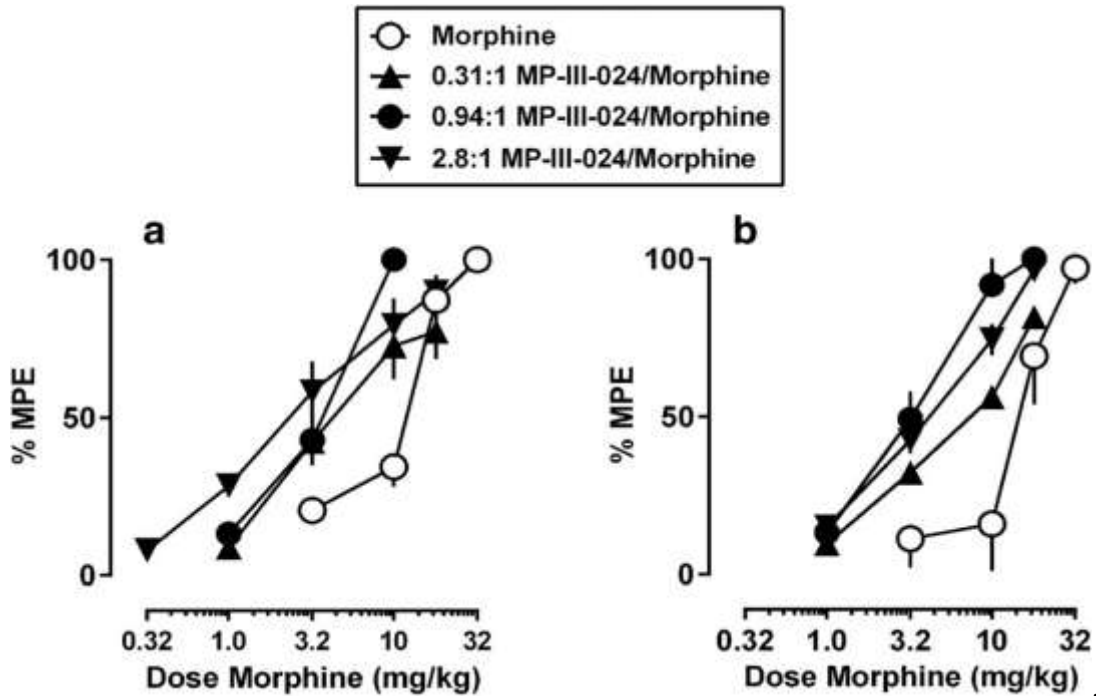 Morphine
0.31:1 MP-III-024/Morphine
0.94:1 MP-III-024/Morphine
2.8:1 MP-III-024/Morphine
a
100
50
0
% MPE
0.32 1.0 3.2 10 32
Dose Morphine (mg/kg)
b
100
50
0
% MPE
0.32 1.0 3.2 10 32
Dose Morphine (mg/kg)